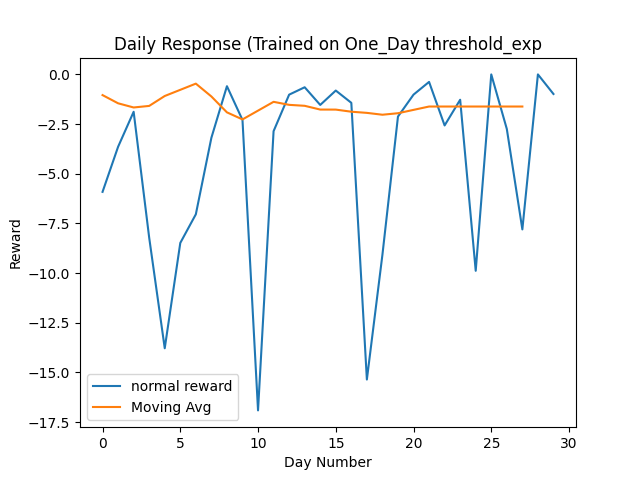 Daily Response (Trained on One_Day threshold_exp
0.0
−2.5
−5.0
−7.5
−10.0
−12.5
−15.0
−17.5
Reward
normal reward
Moving Avg
0 5 10 15 20 25 30
Day Number